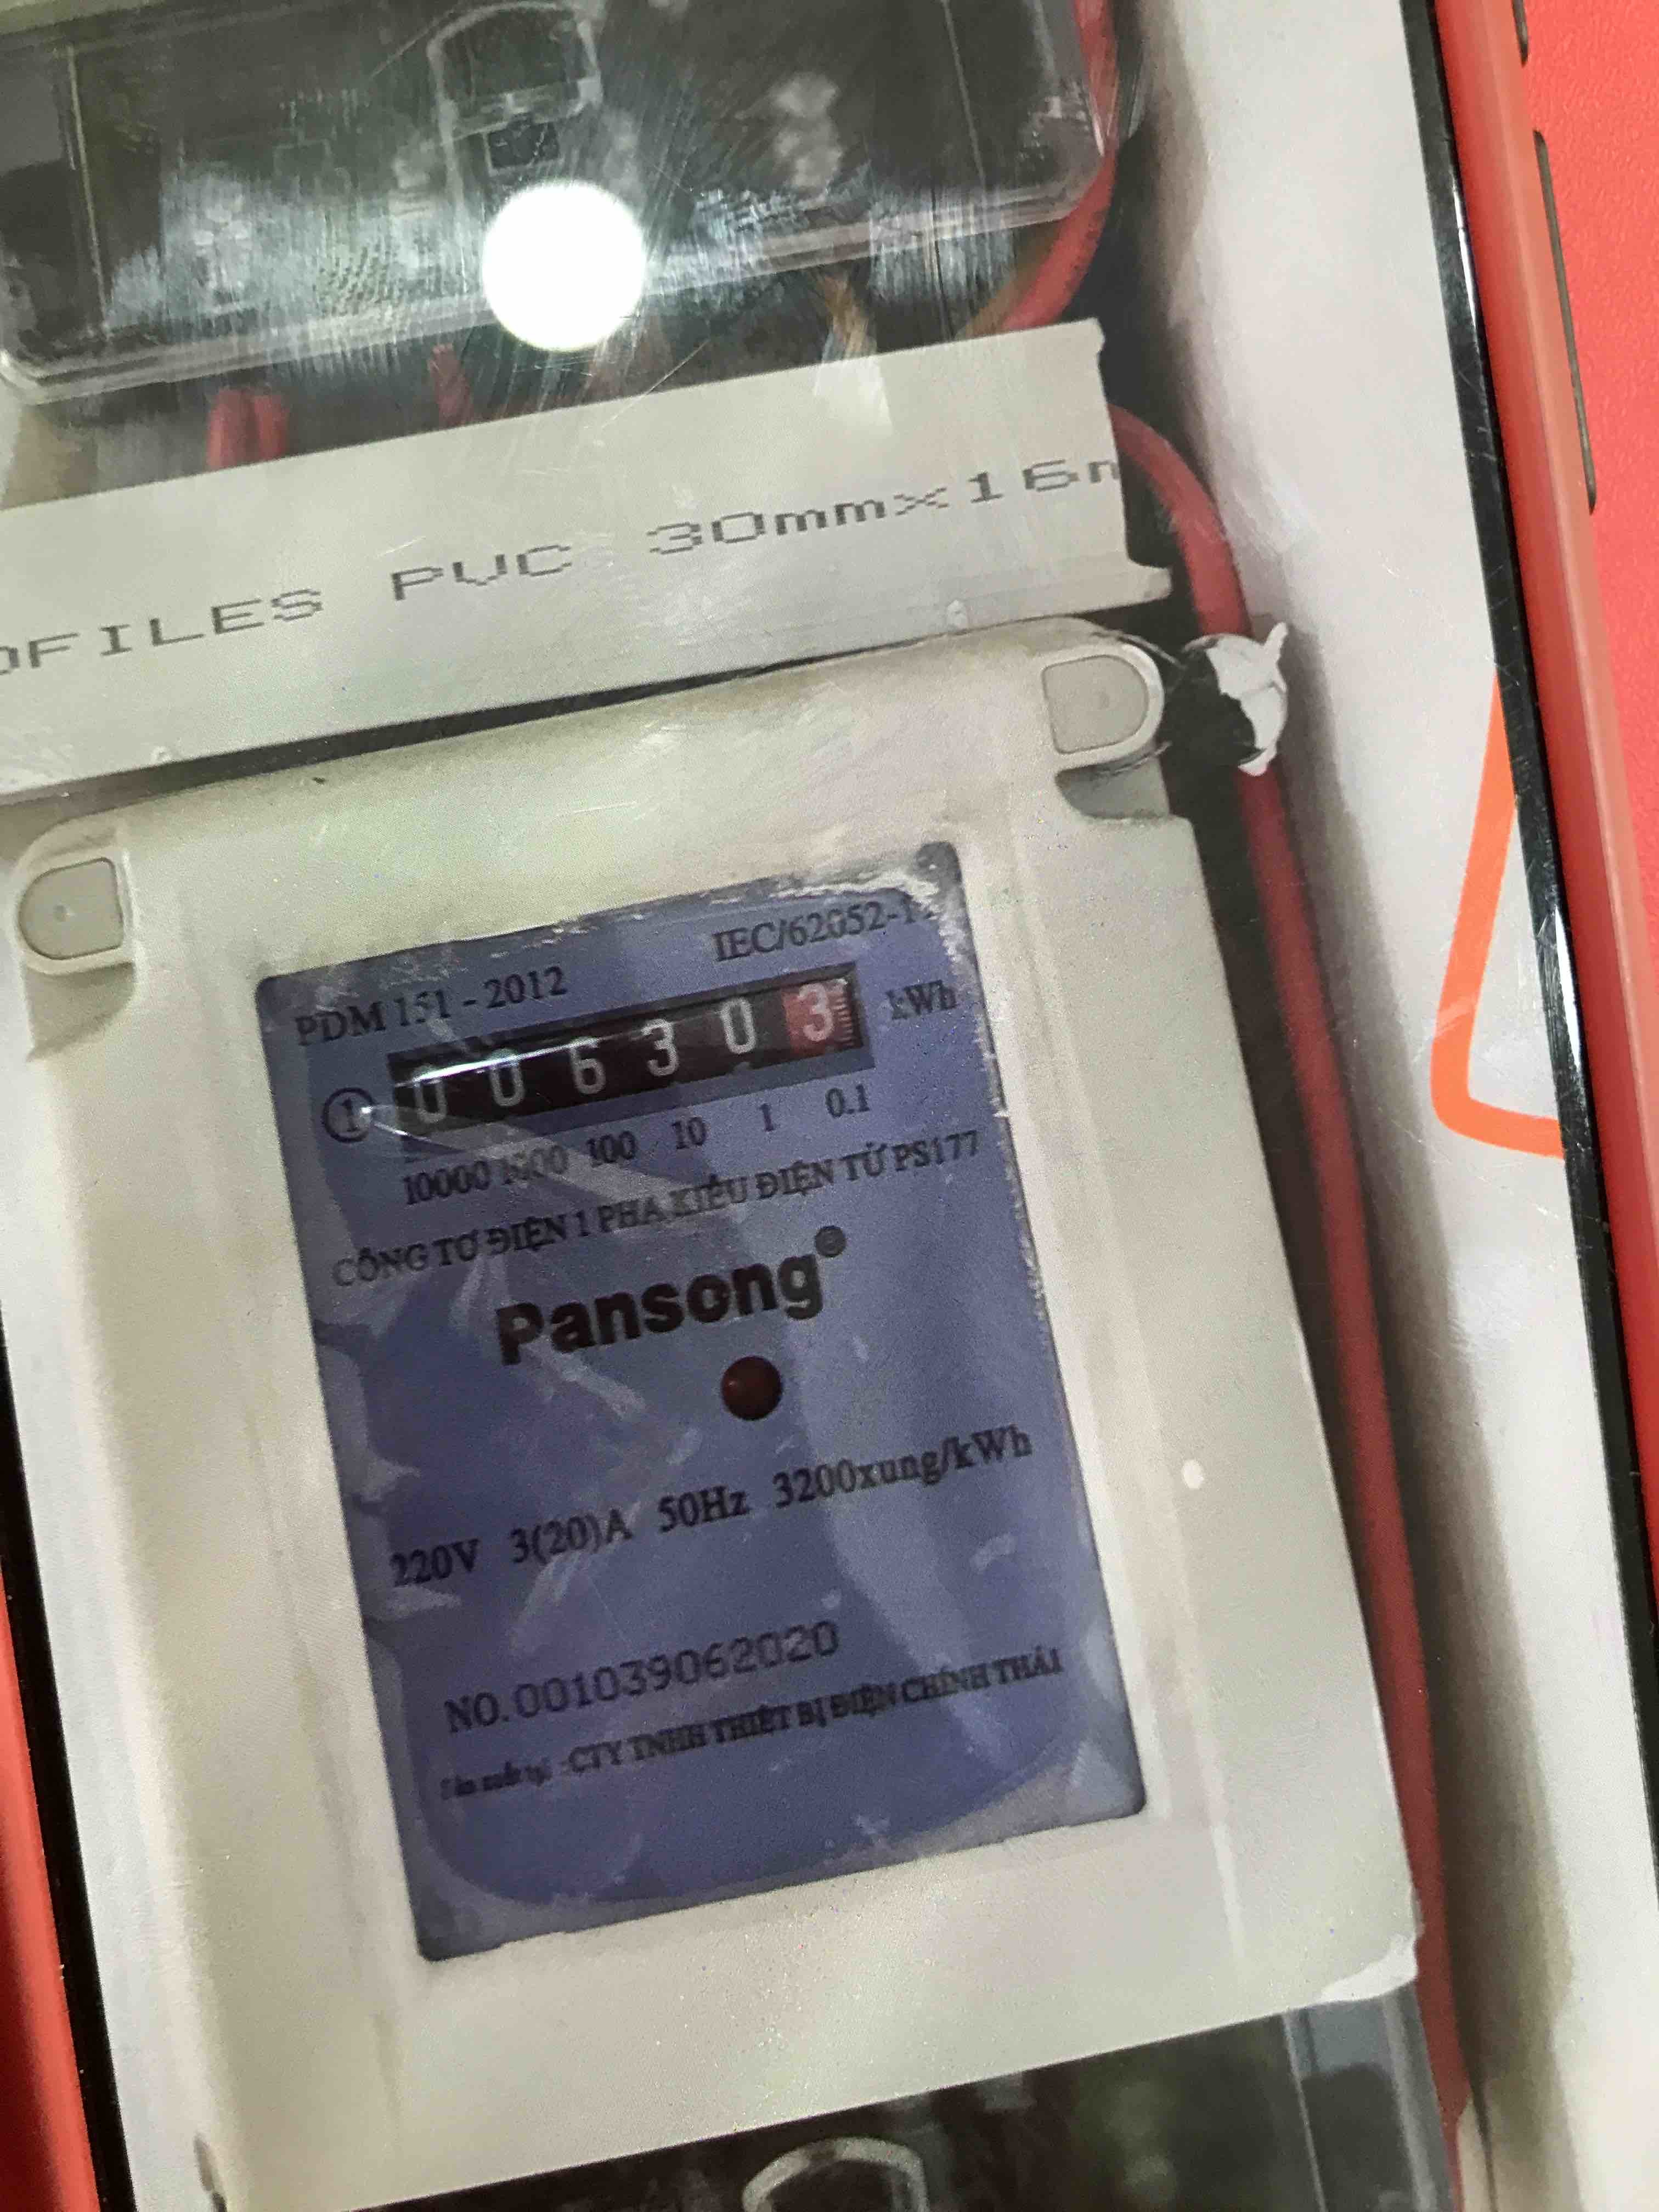 OFILES PVC 30mmx16m
PDM 151 - 2012 IEC/62052-1
1 0 0 6 3 0 3 kWh
10000 1000 100 10 1 0.1
CÔNG TƠ ĐIỆN 1 PHA KIỂU ĐIỆN TỬ PS177
Pansong®
220V 3(20)A 50Hz 3200xung/kWh
NO.001039062020
CTY TNHH THIẾT BỊ ĐIỆN CHÍNH THÁI